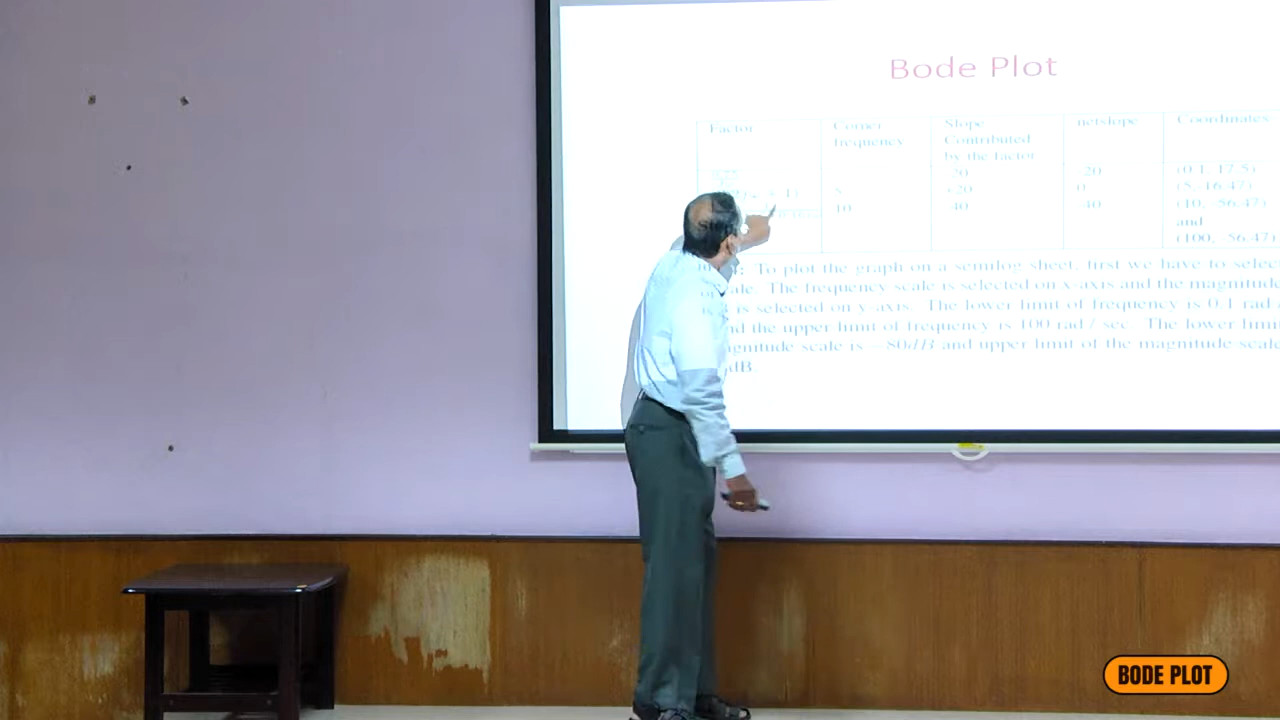 Bode Plot
Factor Corner frequency Slope Contributed by the factor netslope Coordinates
20 20 (0.1, 17.5)
5 +20 0 (5,-16.47)
10 40 -40 (10, -56.47)
and
(100, 56.47)
To plot the graph on a semilog sheet, first we have to select
The frequency scale is selected on x-axis and the magnitude
is selected on y-axis. The lower limit of frequency is 0.1 rad
and the upper limit of frequency is 100 rad / sec. The lower limit
magnitude scale is −80dB and upper limit of the magnitude scale
dB.
BODE PLOT